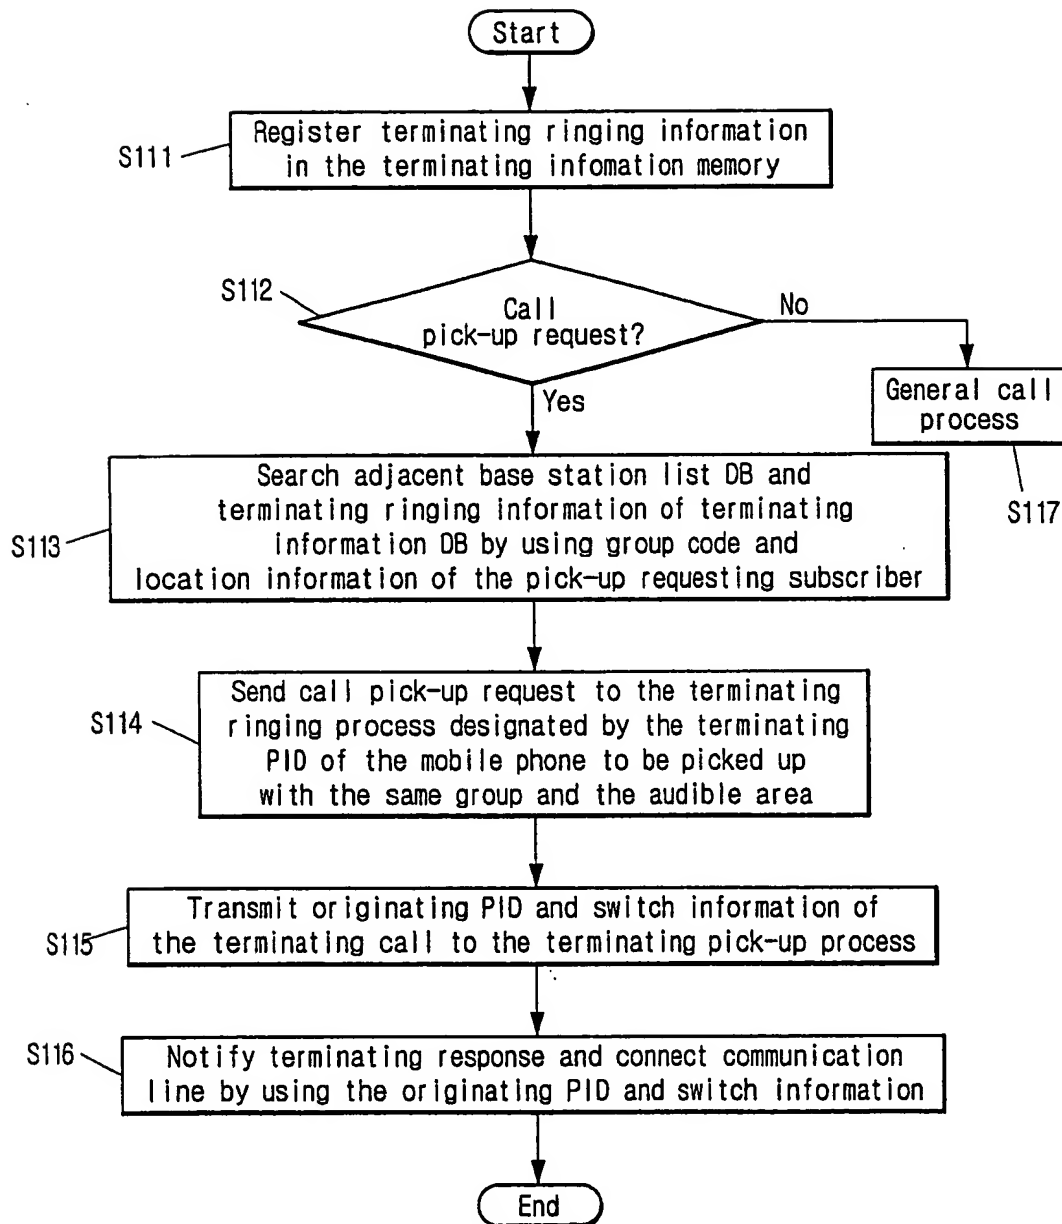 Start
S111
Register terminating ringing information
in the terminating infomation memory
S112
Call
pick-up request?
No
Yes
General call
process
S117
S113
Search adjacent base station list DB and
terminating ringing information of terminating
information DB by using group code and
location information of the pick-up requesting subscriber
S114
Send call pick-up request to the terminating
ringing process designated by the terminating
PID of the mobile phone to be picked up
with the same group and the audible area
S115
Transmit originating PID and switch information of
the terminating call to the terminating pick-up process
S116
Notify terminating response and connect communication
line by using the originating PID and switch information
End